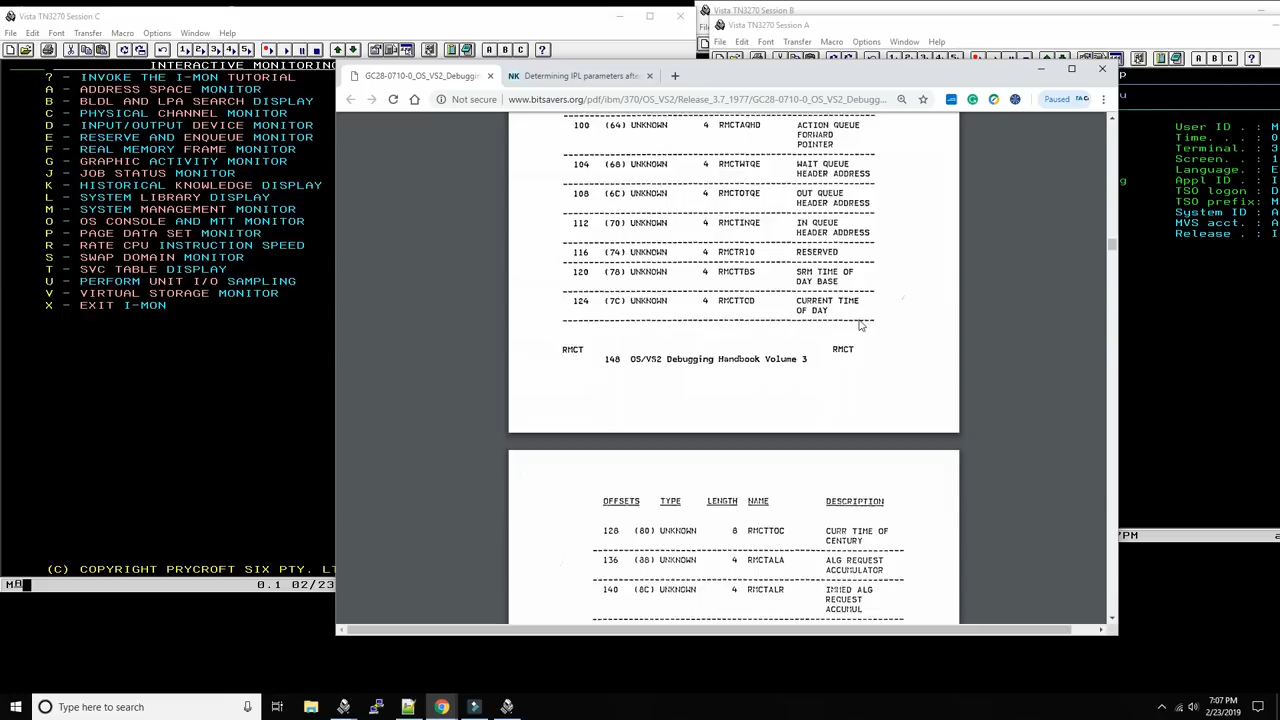 Vista TN3270 Session C
File Edit Font Transfer Macro Options Window Help
A B C ?
INTERACTIVE MONITORING
? - INVOKE THE I-MON TUTORIAL
A - ADDRESS SPACE MONITOR
B - BLDL AND LPA SEARCH DISPLAY
C - PHYSICAL CHANNEL MONITOR
D - INPUT/OUTPUT DEVICE MONITOR
E - RESERVE AND ENQUEUE MONITOR
F - REAL MEMORY FRAME MONITOR
G - GRAPHIC ACTIVITY MONITOR
J - JOB STATUS MONITOR
K - HISTORICAL KNOWLEDGE DISPLAY
L - SYSTEM LIBRARY DISPLAY
M - SYSTEM MANAGEMENT MONITOR
O - OS CONSOLE AND MTT MONITOR
P - PAGE DATA SET MONITOR
R - RATE CPU INSTRUCTION SPEED
S - SWAP DOMAIN MONITOR
T - SVC TABLE DISPLAY
U - PERFORM UNIT I/O SAMPLING
V - VIRTUAL STORAGE MONITOR
X - EXIT I-MON
(C) COPYRIGHT PRYCROFT SIX PTY. LT
0.1 02/23
Vista TN3270 Session B
Vista TN3270 Session A
File Edit Font Transfer Macro Options Window Help
A B C ?
User ID . : M
Time. . . : 0
Terminal. : 3
Screen. . : 1
Language. : E
Appl ID . : I
TSO logon : D
TSO prefix: M
System ID : M
MVS acct. : A
Release . : I
GC28-0710-0_OS_VS2_Debuggin
NK Determining IPL parameters afte
Not secure www.bitsavers.org/pdf/ibm/370/OS_VS2/Release_3.7_1977/GC28-0710-0_OS_VS2_Debugg...
Paused
100 (64) UNKNOWN 4 RMCTAQHD ACTION QUEUE
FORWARD
POINTER
104 (68) UNKNOWN 4 RMCTWTQE WAIT QUEUE
HEADER ADDRESS
108 (6C) UNKNOWN 4 RMCTOTQE OUT QUEUE
HEADER ADDRESS
112 (70) UNKNOWN 4 RMCTINQE IN QUEUE
HEADER ADDRESS
116 (74) UNKNOWN 4 RMCTR10 RESERVED
120 (78) UNKNOWN 4 RMCTTBS SRM TIME OF
DAY BASE
124 (7C) UNKNOWN 4 RMCTTCD CURRENT TIME
OF DAY
RMCT RMCT
148 OS/VS2 Debugging Handbook Volume 3
OFFSETS TYPE LENGTH NAME DESCRIPTION
128 (80) UNKNOWN 8 RMCTTOC CURR TIME OF
CENTURY
136 (88) UNKNOWN 4 RMCTALA ALG REQUEST
ACCUMULATOR
140 (8C) UNKNOWN 4 RMCTALR IMMED ALG
REQUEST
ACCUMUL
Type here to search
7:07 PM
2/23/2019